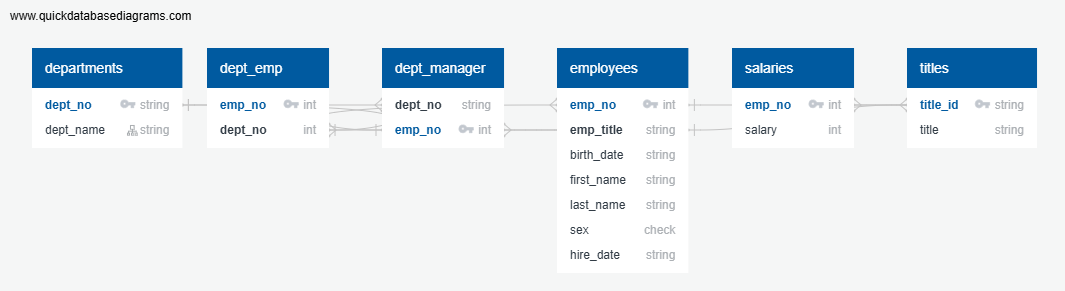 www.quickdatabasediagrams.com
departments
dept_no string
dept_name string
dept_emp
emp_no int
dept_no int
dept_manager
dept_no string
emp_no int
employees
emp_no int
emp_title string
birth_date string
first_name string
last_name string
sex check
hire_date string
salaries
emp_no int
salary int
titles
title_id string
title string